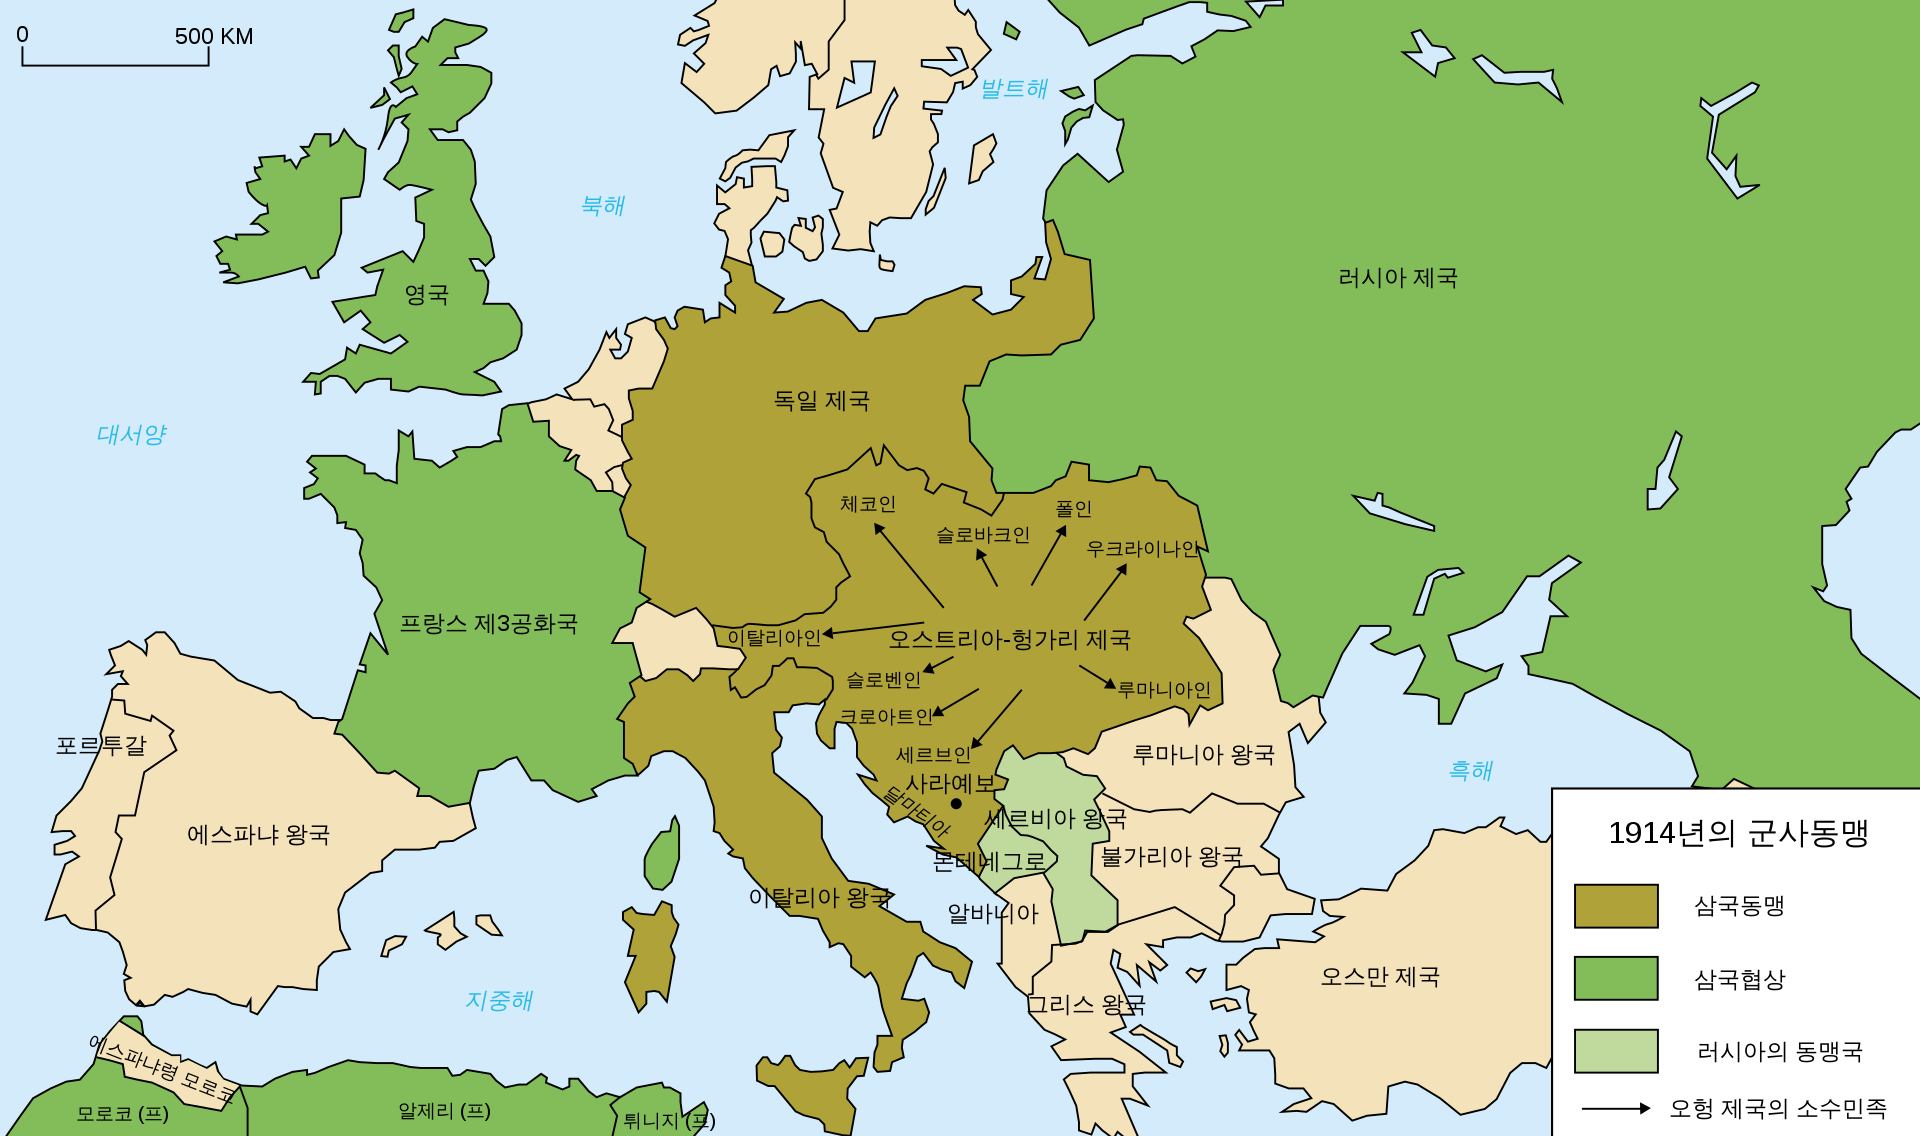 0
500 KM
발트해
북해
러시아 제국
영국
독일 제국
대서양
체코인
폴인
슬로바크인
우크라이나인
프랑스 제3공화국
이탈리아인
오스트리아-헝가리 제국
슬로벤인
루마니아인
크로아트인
포르투갈
세르브인
루마니아 왕국
흑해
사라예보
달마티아
세르비아 왕국
에스파냐 왕국
몬테네그로
불가리아 왕국
이탈리아 왕국
알바니아
오스만 제국
지중해
그리스 왕국
에스파냐령 모로코
모로코 (프)
알제리 (프)
튀니지 (프)
1914년의 군사동맹
삼국동맹
삼국협상
러시아의 동맹국
오헝 제국의 소수민족